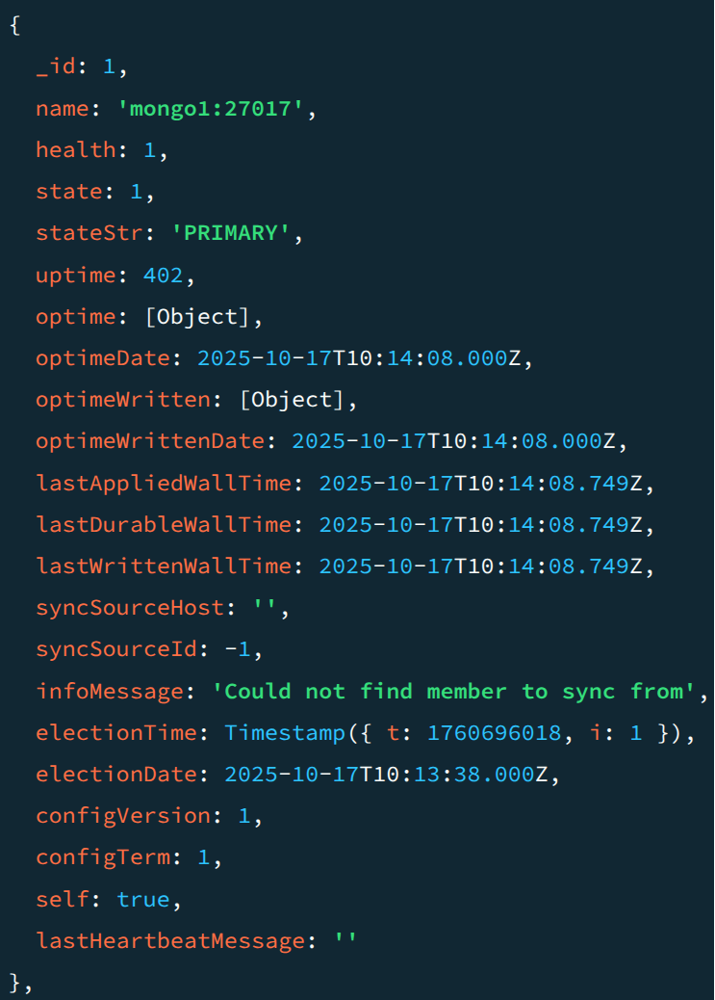 {
  _id: 1,
  name: 'mongo1:27017',
  health: 1,
  state: 1,
  stateStr: 'PRIMARY',
  uptime: 402,
  optime: [Object],
  optimeDate: 2025-10-17T10:14:08.000Z,
  optimeWritten: [Object],
  optimeWrittenDate: 2025-10-17T10:14:08.000Z,
  lastAppliedWallTime: 2025-10-17T10:14:08.749Z,
  lastDurableWallTime: 2025-10-17T10:14:08.749Z,
  lastWrittenWallTime: 2025-10-17T10:14:08.749Z,
  syncSourceHost: '',
  syncSourceId: -1,
  infoMessage: 'Could not find member to sync from',
  electionTime: Timestamp({ t: 1760696018, i: 1 }),
  electionDate: 2025-10-17T10:13:38.000Z,
  configVersion: 1,
  configTerm: 1,
  self: true,
  lastHeartbeatMessage: ''
},